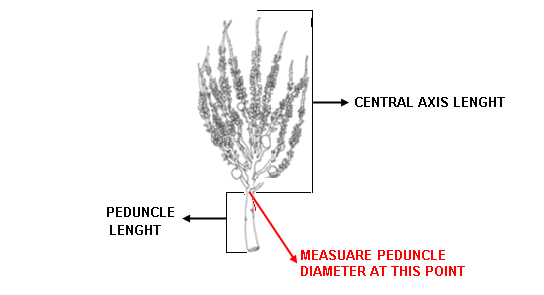 CENTRAL AXIS LENGHT
PEDUNCLE
LENGHT
MEASUARE PEDUNCLE
DIAMETER AT THIS POINT